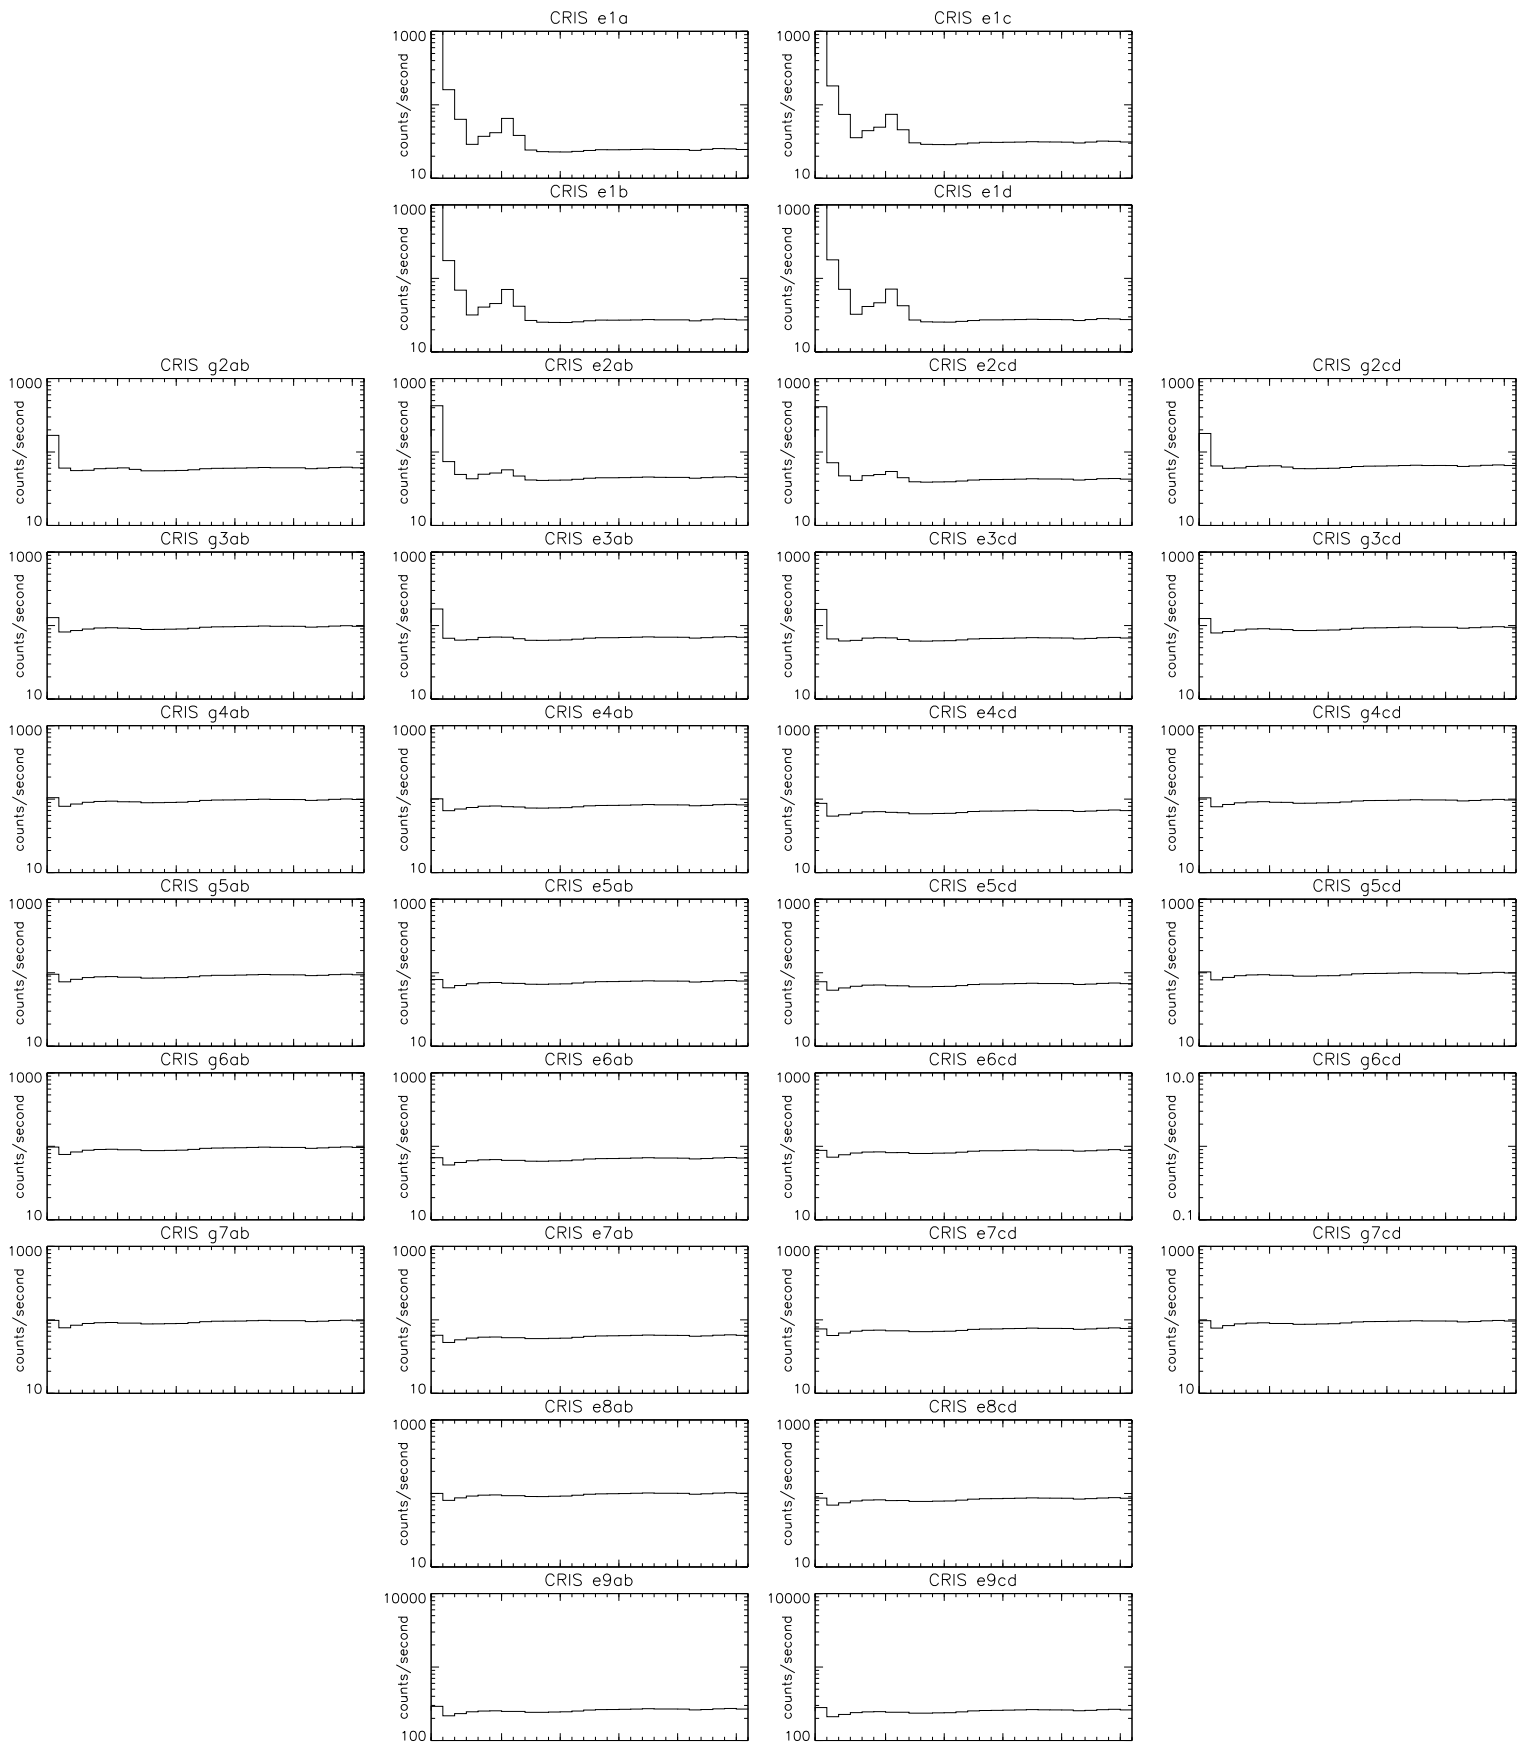 CRIS e1a CRIS e1c
1000 1000
counts/second counts/second
10 10
CRIS e1b CRIS e1d
1000 1000
counts/second counts/second
10 10
CRIS g2ab CRIS e2ab CRIS e2cd CRIS g2cd
1000 1000 1000 1000
counts/second counts/second counts/second counts/second
10 10 10 10
CRIS g3ab CRIS e3ab CRIS e3cd CRIS g3cd
1000 1000 1000 1000
counts/second counts/second counts/second counts/second
10 10 10 10
CRIS g4ab CRIS e4ab CRIS e4cd CRIS g4cd
1000 1000 1000 1000
counts/second counts/second counts/second counts/second
10 10 10 10
CRIS g5ab CRIS e5ab CRIS e5cd CRIS g5cd
1000 1000 1000 1000
counts/second counts/second counts/second counts/second
10 10 10 10
CRIS g6ab CRIS e6ab CRIS e6cd CRIS g6cd
1000 1000 1000 10.0
counts/second counts/second counts/second counts/second
10 10 10 0.1
CRIS g7ab CRIS e7ab CRIS e7cd CRIS g7cd
1000 1000 1000 1000
counts/second counts/second counts/second counts/second
10 10 10 10
CRIS e8ab CRIS e8cd
1000 1000
counts/second counts/second
10 10
CRIS e9ab CRIS e9cd
10000 10000
counts/second counts/second
100 100